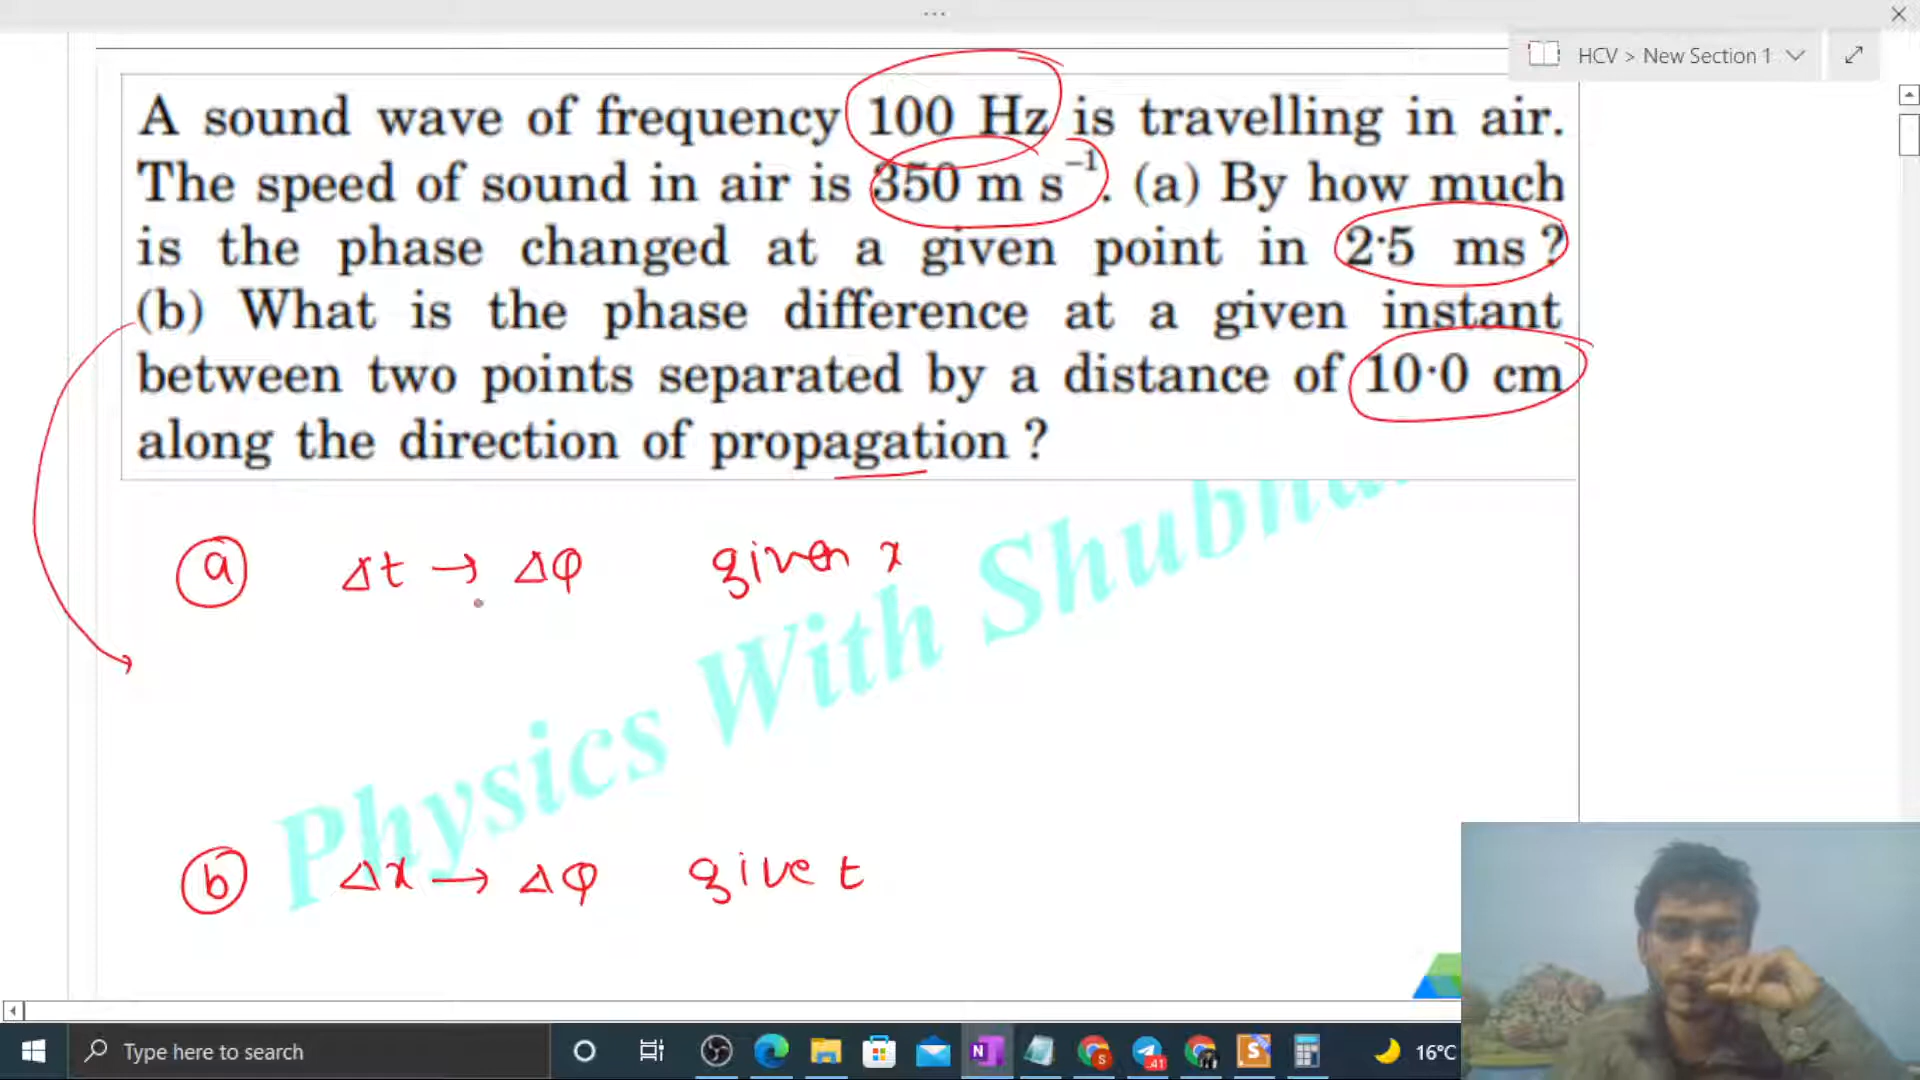 ...
HCV > New Section 1
A sound wave of frequency 100 Hz is travelling in air.
The speed of sound in air is 350 m s⁻¹. (a) By how much
is the phase changed at a given point in 2·5 ms ?
(b) What is the phase difference at a given instant
between two points separated by a distance of 10·0 cm
along the direction of propagation ?
a Δt → Δφ given x
Physics With Shubh
b Δx → Δφ give t
Type here to search
N
S
41
S
16°C